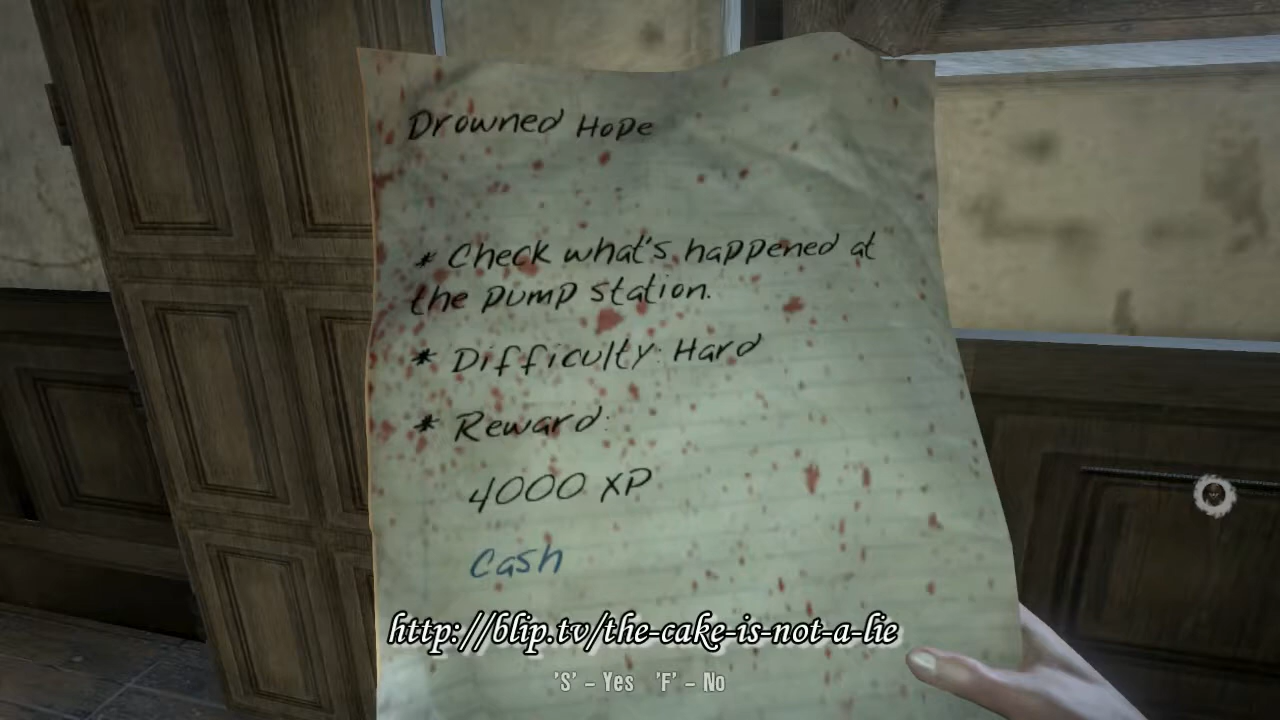 Drowned Hope
* Check what's happened at
the pump station.
* Difficulty: Hard
* Reward:
4000 XP
Cash
http://blip.tv/the-cake-is-not-a-lie
'S' - Yes 'F' - No